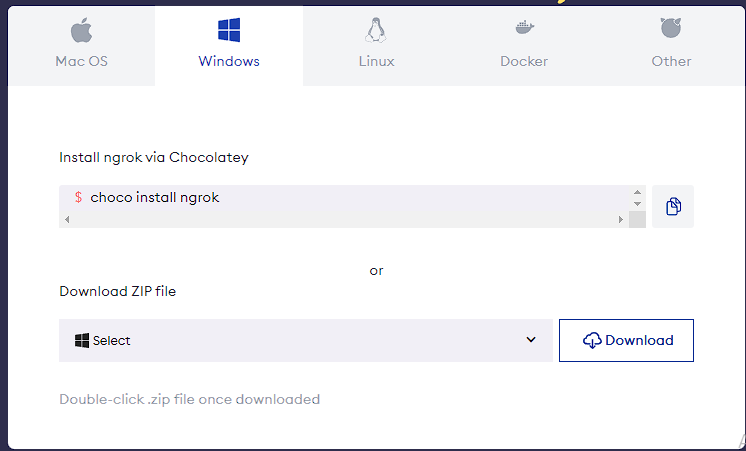 Mac OS
Windows
Linux
Docker
Other
Install ngrok via Chocolatey
$ choco install ngrok
or
Download ZIP file
Select
Download
Double-click .zip file once downloaded